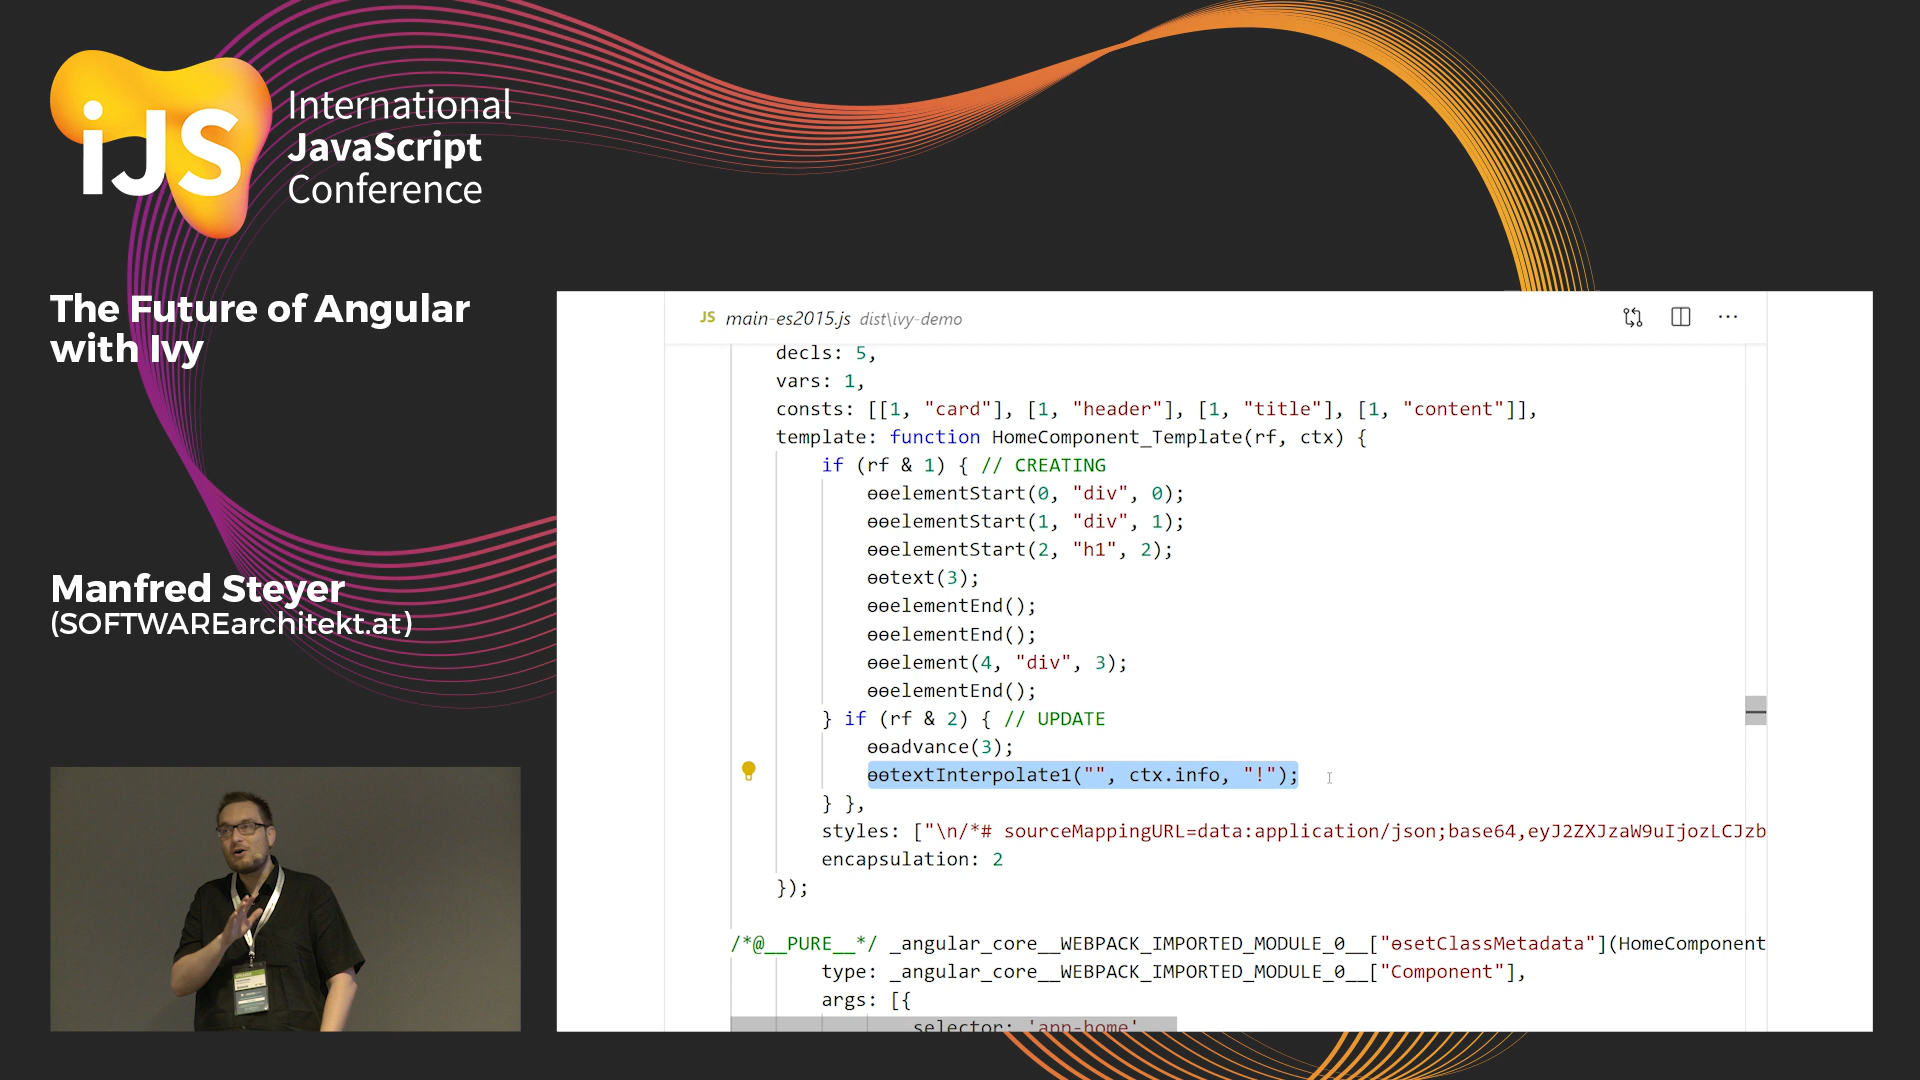 iJS
International
JavaScript
Conference
The Future of Angular
with Ivy
Manfred Steyer
(SOFTWAREarchitekt.at)
JS main-es2015.js dist\ivy-demo
decls: 5,
vars: 1,
consts: [[1, "card"], [1, "header"], [1, "title"], [1, "content"]],
template: function HomeComponent_Template(rf, ctx) {
if (rf & 1) { // CREATING
ɵɵelementStart(0, "div", 0);
ɵɵelementStart(1, "div", 1);
ɵɵelementStart(2, "h1", 2);
ɵɵtext(3);
ɵɵelementEnd();
ɵɵelementEnd();
ɵɵelement(4, "div", 3);
ɵɵelementEnd();
} if (rf & 2) { // UPDATE
ɵɵadvance(3);
ɵɵtextInterpolate1("", ctx.info, "!");
} },
styles: ["\n/*# sourceMappingURL=data:application/json;base64,eyJ2ZXJzaW9uIjozLCJzb
encapsulation: 2
});
/*@__PURE__*/ _angular_core__WEBPACK_IMPORTED_MODULE_0__["ɵsetClassMetadata"](HomeComponent
type: _angular_core__WEBPACK_IMPORTED_MODULE_0__["Component"],
args: [{
selector: 'app-home'